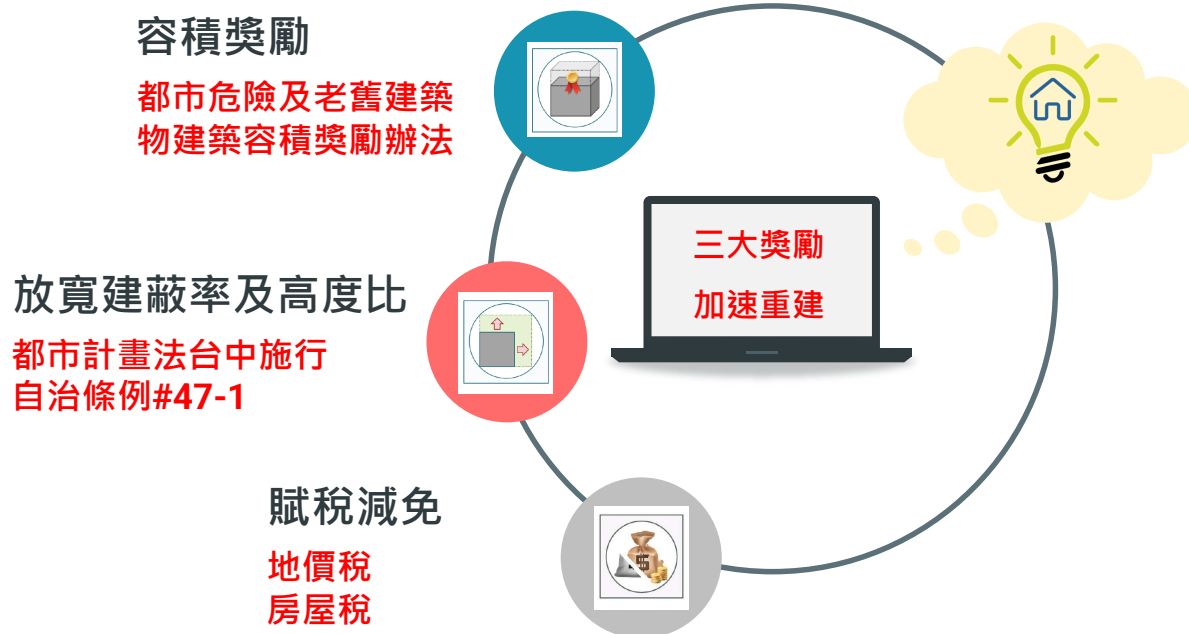 容積獎勵
都市危險及老舊建築
物建築容積獎勵辦法
三大獎勵
加速重建
放寬建蔽率及高度比
都市計畫法台中施行
自治條例#47-1
賦稅減免
地價稅
房屋稅